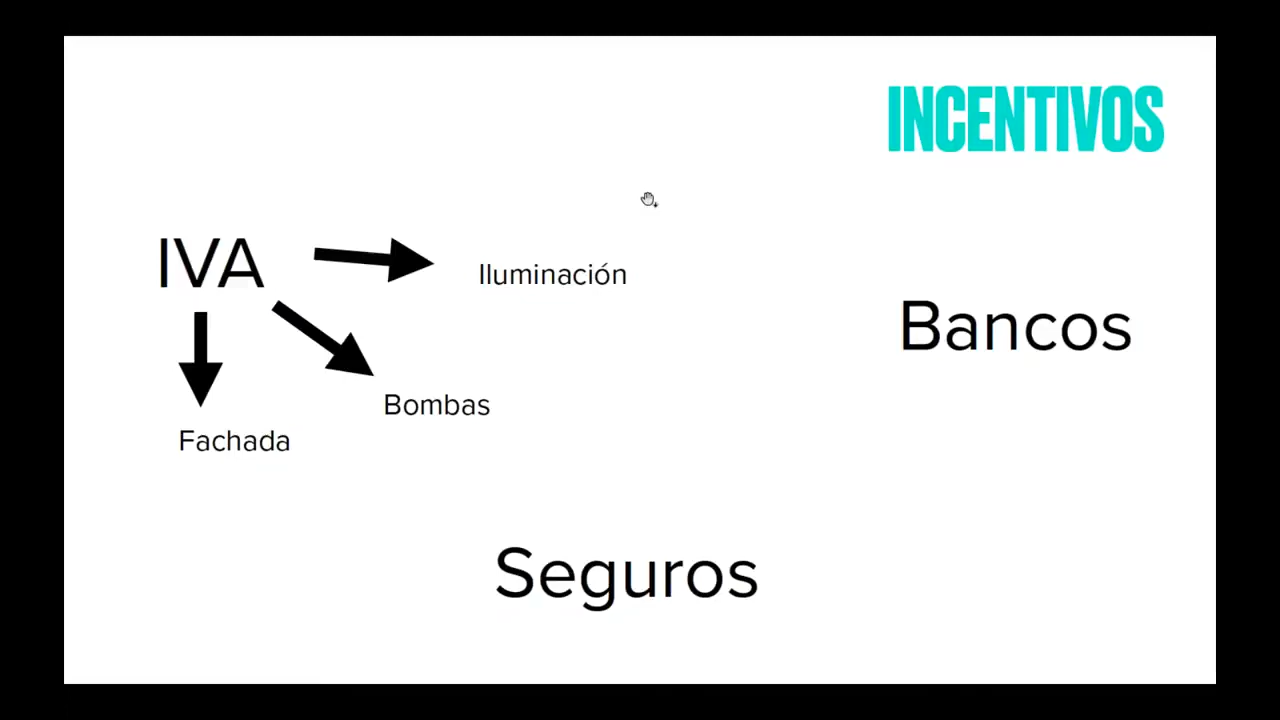 INCENTIVOS
IVA
Iluminación
Bancos
Bombas
Fachada
Seguros